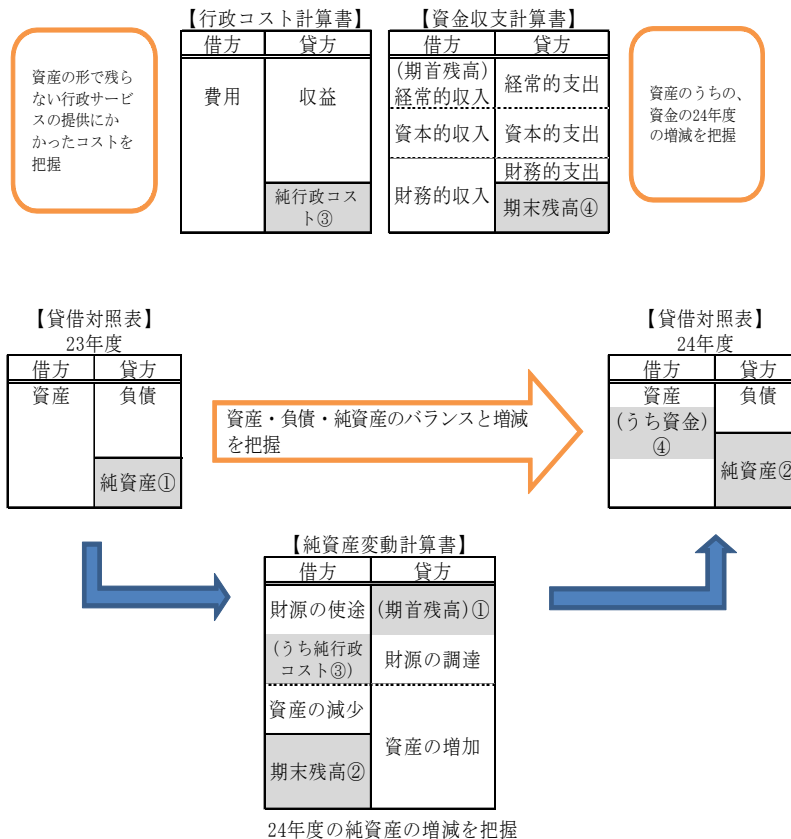 【行政コスト計算書】
【資金収支計算書】
資産の形で残ら
ない行政サービ
スの提供にか
かったコストを
把握
借方
貸方
費用
収益
純行政コス
ト③
借方
貸方
(期首残高)
経常的収入
経常的支出
資本的収入
資本的支出
財務的収入
財務的支出
期末残高④
資産のうちの、
資金の24年度
の増減を把握
【貸借対照表】
23年度
借方
貸方
資産
負債
純資産①
資産・負債・純資産のバランスと増減
を把握
【貸借対照表】
24年度
借方
貸方
資産
(うち資金)
④
負債
純資産②
【純資産変動計算書】
借方
貸方
財源の使途
(期首残高)①
(うち純行政
コスト③)
財源の調達
資産の減少
資産の増加
期末残高②
24年度の純資産の増減を把握